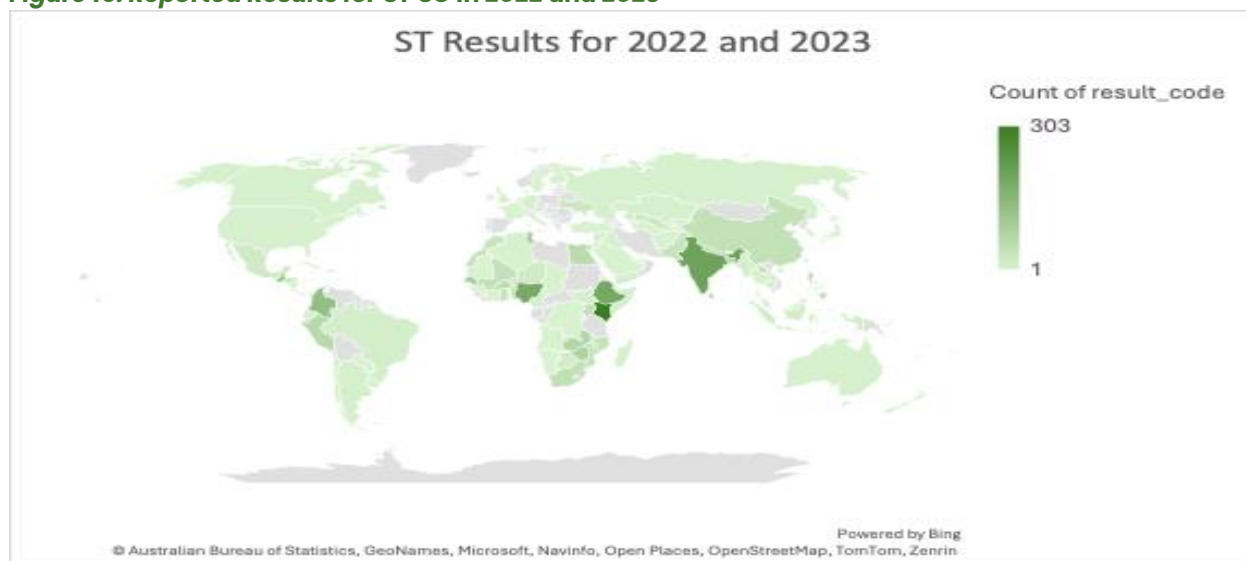 ST Results for 2022 and 2023
Count of result_code
303
1
Powered by Bing
© Australian Bureau of Statistics, GeoNames, Microsoft, Navinfo, Open Places, OpenStreetMap, TomTom, Zenrin